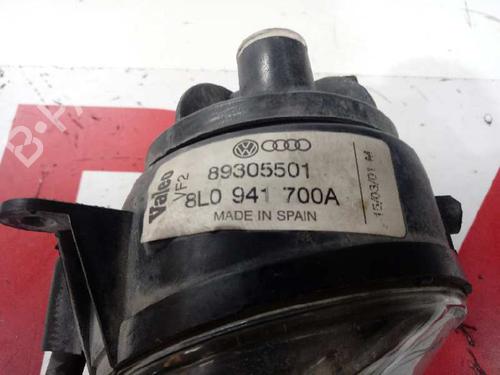 Valeo
VF2
89305501
8L0 941 700A
MADE IN SPAIN
15/03/01 M